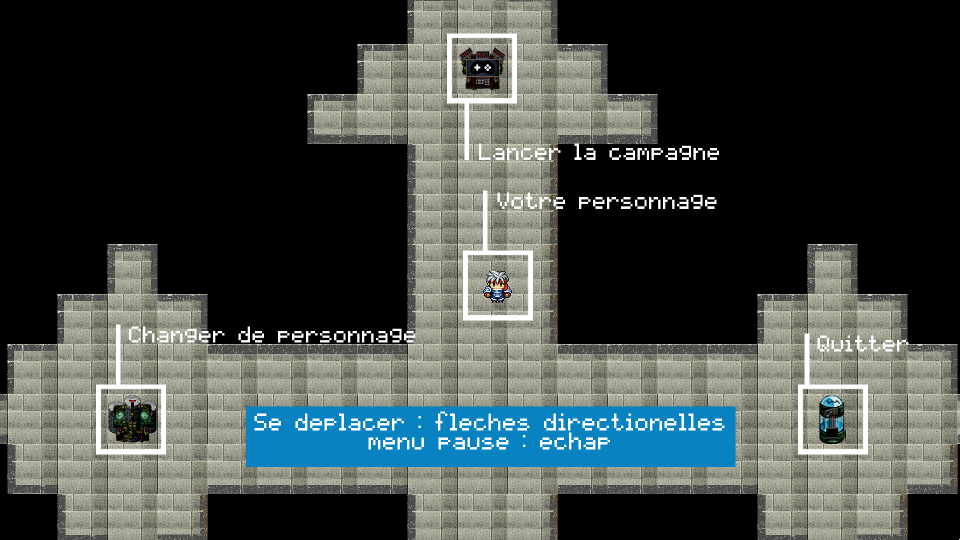 Lancer la campagne
Votre personnage
Changer de personnage
Quitter
Se deplacer : fleches directionelles
menu pause : echap